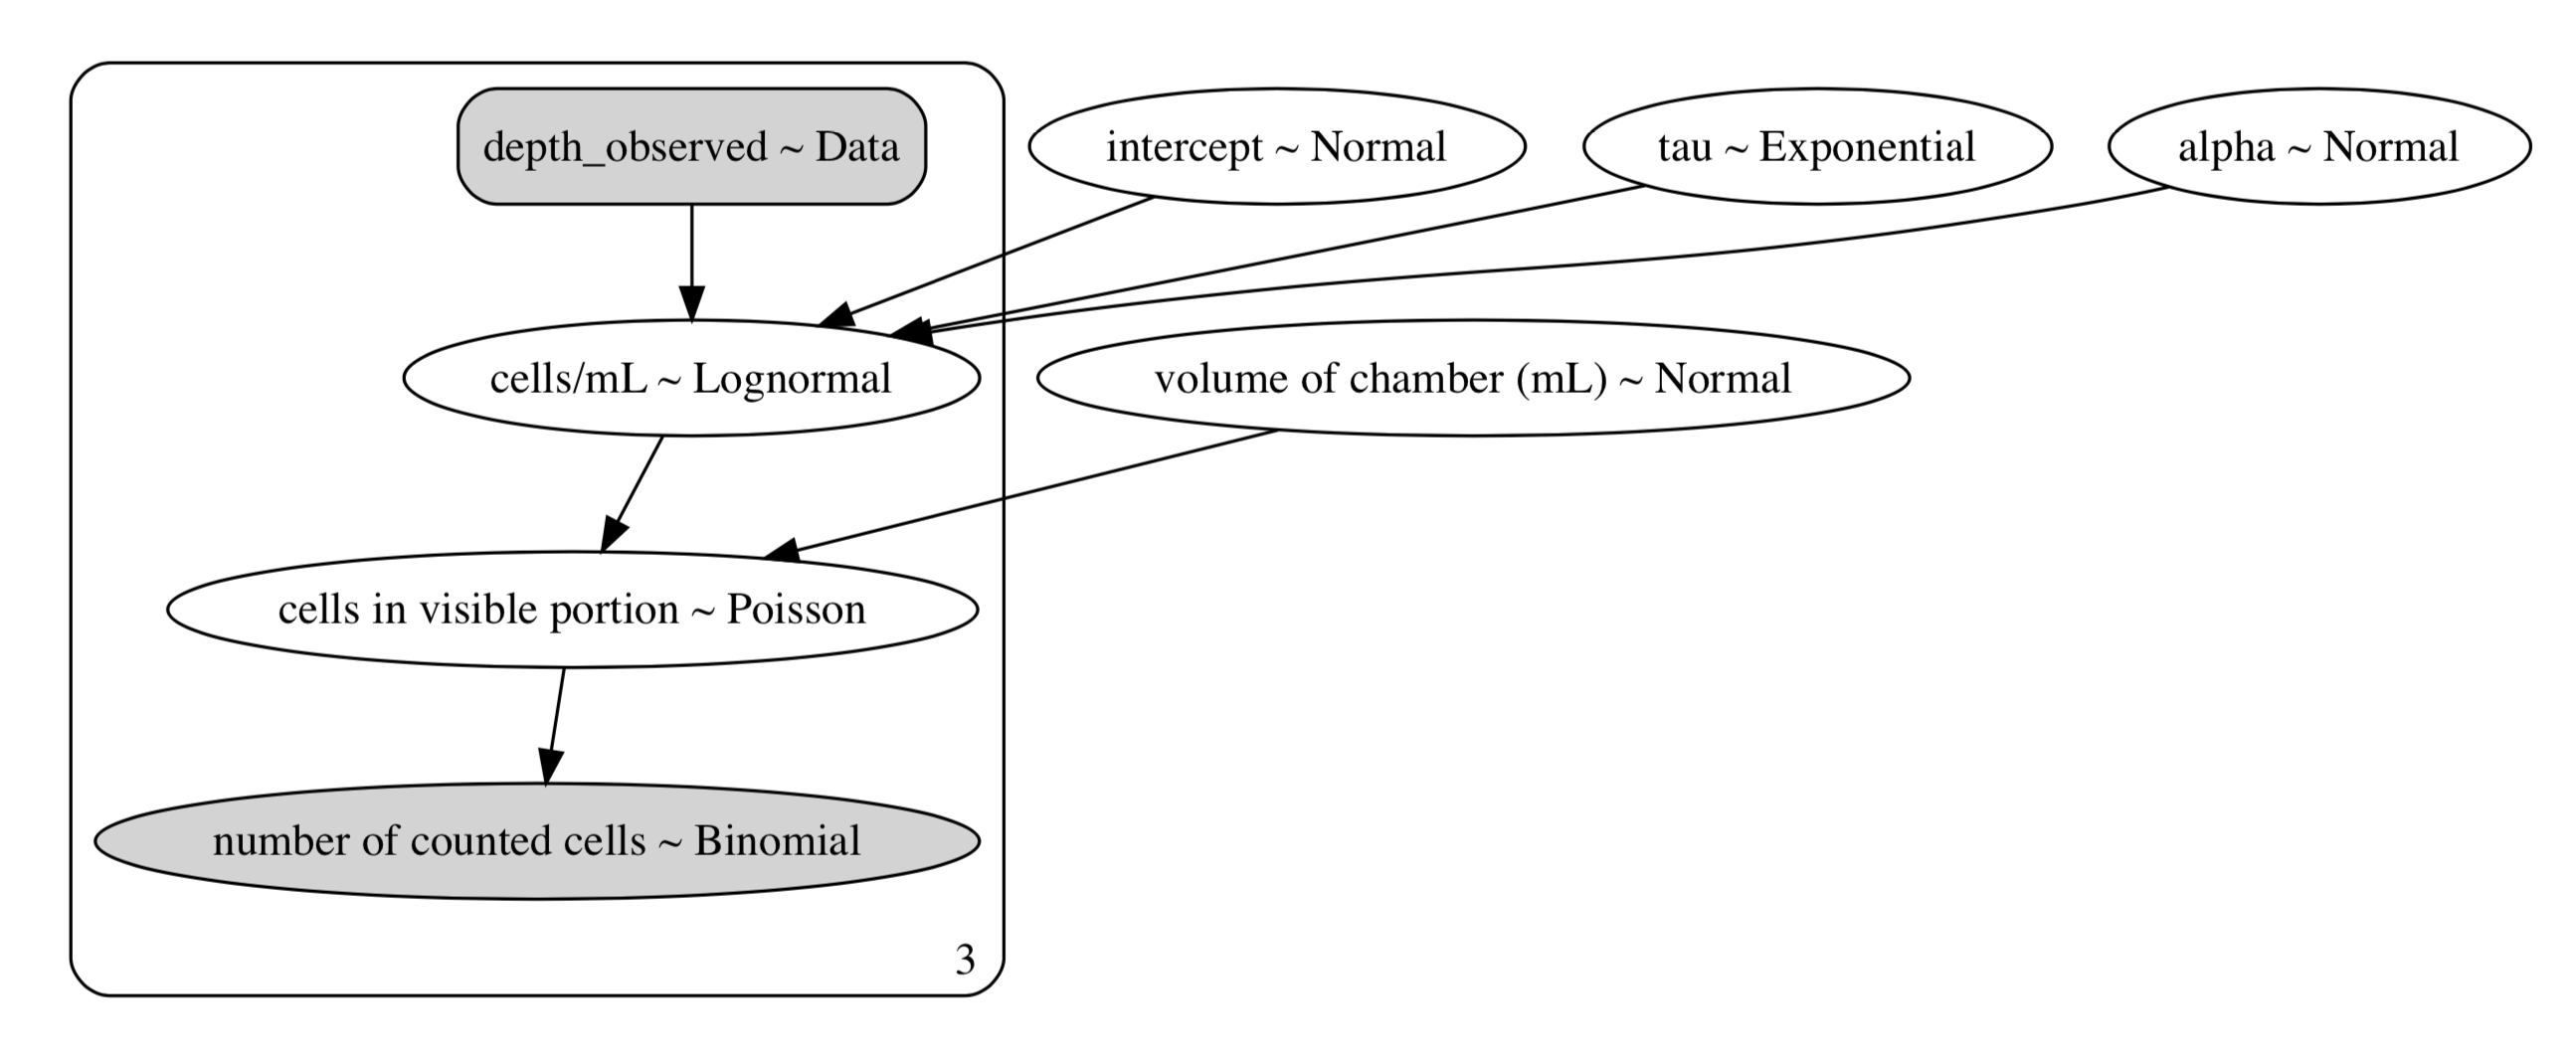 depth_observed ~ Data
intercept ~ Normal
tau ~ Exponential
alpha ~ Normal
cells/mL ~ Lognormal
volume of chamber (mL) ~ Normal
cells in visible portion ~ Poisson
number of counted cells ~ Binomial
3